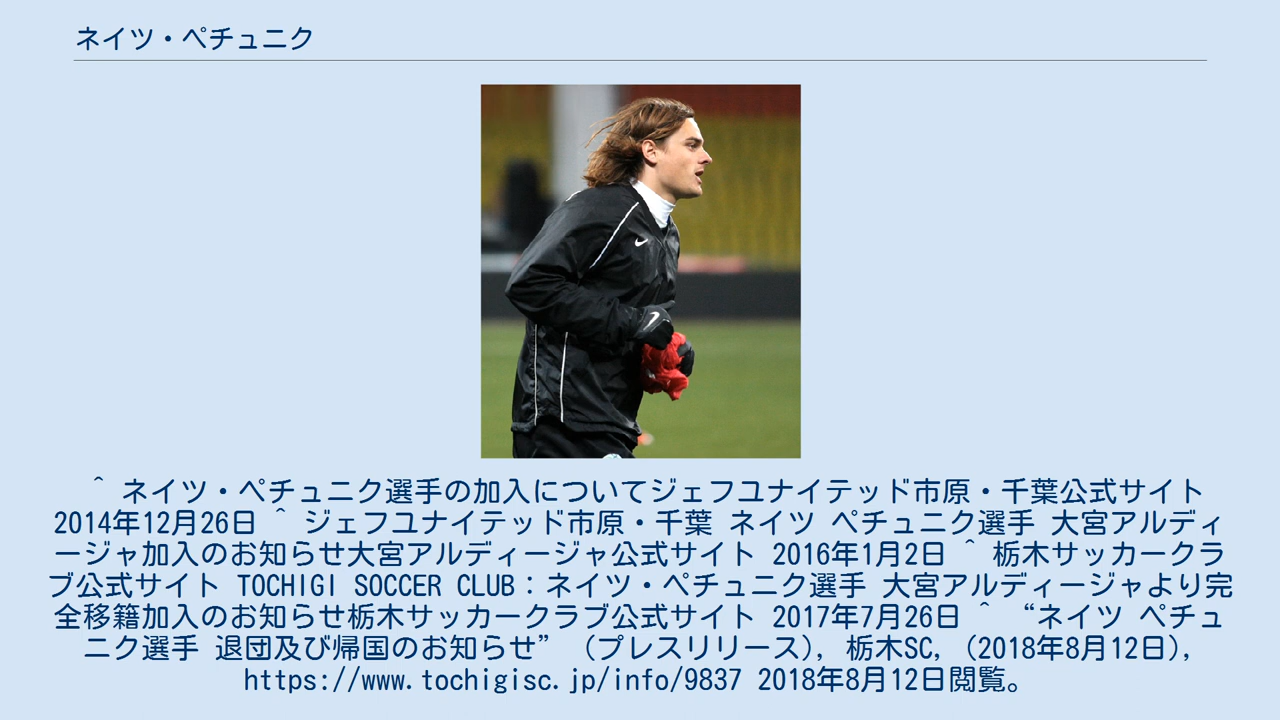 ネイツ・ペチュニク
^ ネイツ・ペチュニク選手の加入についてジェフユナイテッド市原・千葉公式サイト
2014年12月26日 ^ ジェフユナイテッド市原・千葉 ネイツ ペチュニク選手 大宮アルディ
ージャ加入のお知らせ大宮アルディージャ公式サイト 2016年1月2日 ^ 栃木サッカークラ
ブ公式サイト TOCHIGI SOCCER CLUB：ネイツ・ペチュニク選手 大宮アルディージャより完
全移籍加入のお知らせ栃木サッカークラブ公式サイト 2017年7月26日 ^ “ネイツ ペチュ
ニク選手 退団及び帰国のお知らせ” (プレスリリース), 栃木SC, (2018年8月12日),
https://www.tochigisc.jp/info/9837 2018年8月12日閲覧。